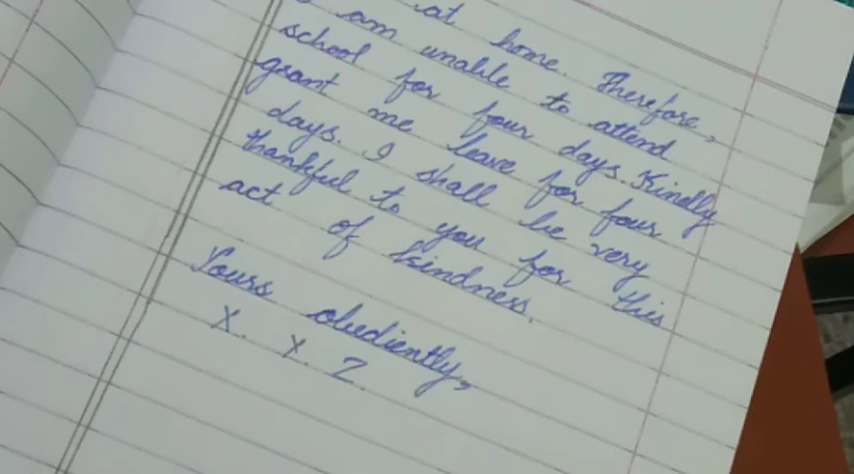 at home. Therefore,
I am unable to attend
school for four days. Kindly
grant me leave for four
days. I shall be very
thankful to you for this
act of kindness.
Yours obediently,
X. Y Z